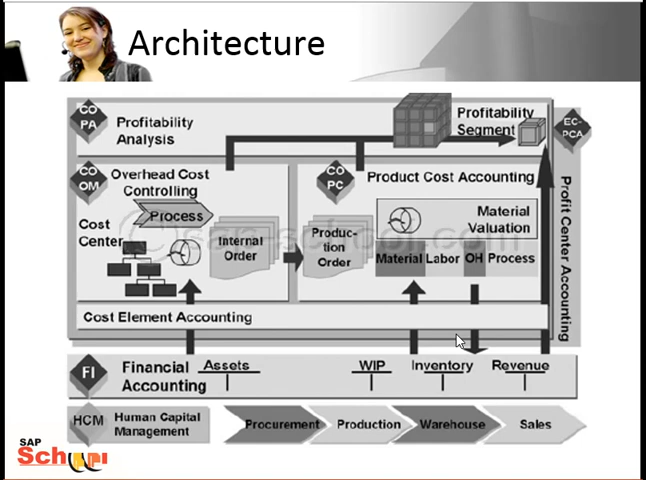 Architecture
CO
PA
Profitability
Analysis
Profitability
Segment
EC-
PCA
CO
OM
Overhead Cost
Controlling
Process
Cost
Center
Internal
Order
CO
PC
Product Cost Accounting
Material
Valuation
Produc-
tion
Order
Material Labor OH Process
Profit Center Accounting
Cost Element Accounting
FI
Financial
Accounting
Assets
WIP
Inventory
Revenue
HCM
Human Capital
Management
Procurement
Production
Warehouse
Sales
SAP
School